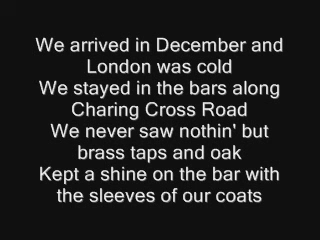 We arrived in December and
London was cold
We stayed in the bars along
Charing Cross Road
We never saw nothin' but
brass taps and oak
Kept a shine on the bar with
the sleeves of our coats